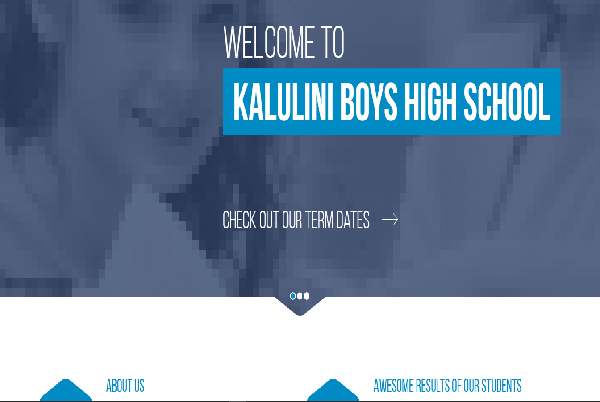 WELCOME TO
KALULINI BOYS HIGH SCHOOL
CHECK OUT OUR TERM DATES
ABOUT US
AWESOME RESULTS OF OUR STUDENTS